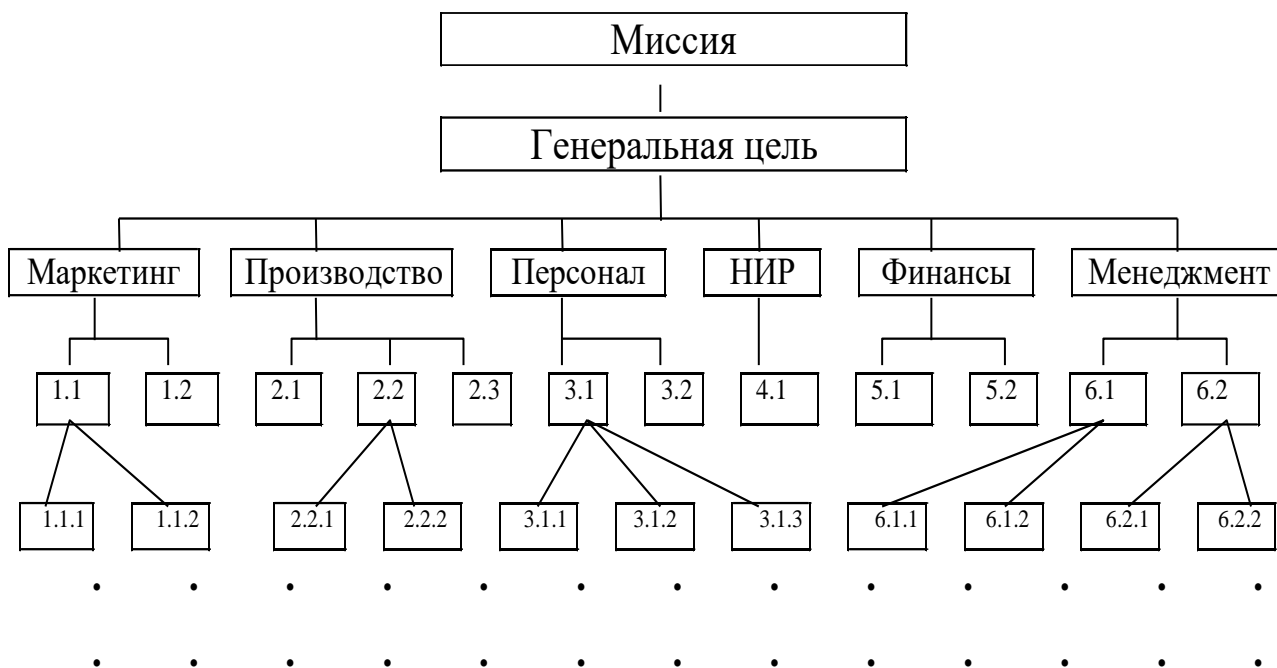 Миссия
Генеральная цель
Маркетинг Производство Персонал НИР Финансы Менеджмент
1.1 1.2 2.1 2.2 2.3 3.1 3.2 4.1 5.1 5.2 6.1 6.2
1.1.1 1.1.2 2.2.1 2.2.2 3.1.1 3.1.2 3.1.3 6.1.1 6.1.2 6.2.1 6.2.2